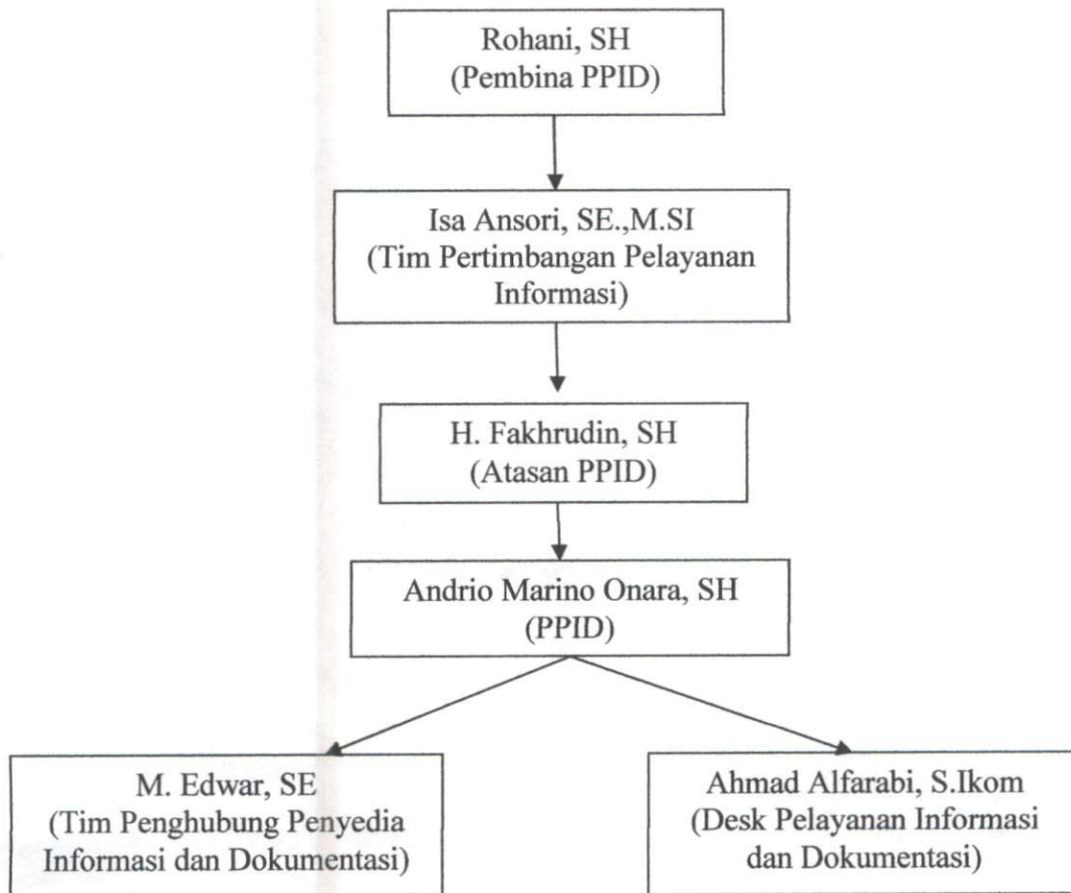 Rohani, SH
(Pembina PPID)
Isa Ansori, SE.,M.SI
(Tim Pertimbangan Pelayanan
Informasi)
H. Fakhrudin, SH
(Atasan PPID)
Andrio Marino Onara, SH
(PPID)
M. Edwar, SE
(Tim Penghubung Penyedia
Informasi dan Dokumentasi)
Ahmad Alfarabi, S.Ikom
(Desk Pelayanan Informasi
dan Dokumentasi)